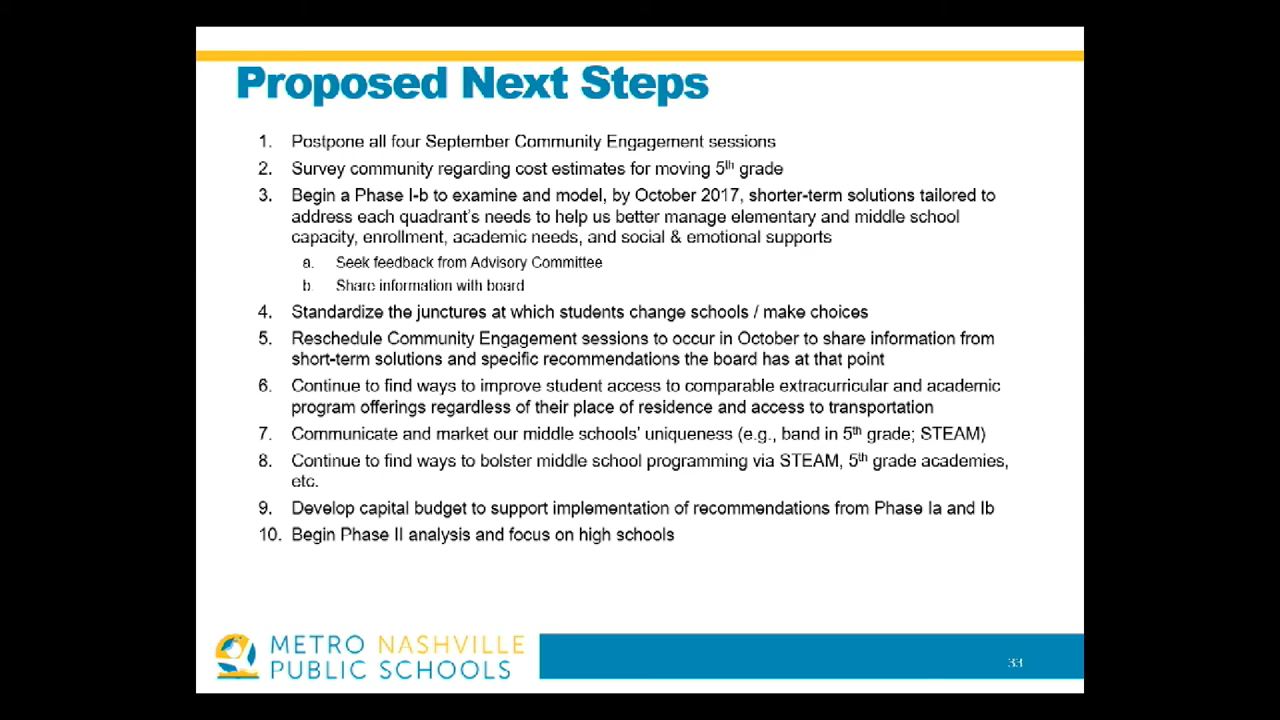 Proposed Next Steps
1. Postpone all four September Community Engagement sessions
2. Survey community regarding cost estimates for moving 5th grade
3. Begin a Phase I-b to examine and model, by October 2017, shorter-term solutions tailored to
address each quadrant's needs to help us better manage elementary and middle school
capacity, enrollment, academic needs, and social & emotional supports
a. Seek feedback from Advisory Committee
b. Share information with board
4. Standardize the junctures at which students change schools / make choices
5. Reschedule Community Engagement sessions to occur in October to share information from
short-term solutions and specific recommendations the board has at that point
6. Continue to find ways to improve student access to comparable extracurricular and academic
program offerings regardless of their place of residence and access to transportation
7. Communicate and market our middle schools' uniqueness (e.g., band in 5th grade; STEAM)
8. Continue to find ways to bolster middle school programming via STEAM, 5th grade academies,
etc.
9. Develop capital budget to support implementation of recommendations from Phase Ia and Ib
10. Begin Phase II analysis and focus on high schools
METRO NASHVILLE
PUBLIC SCHOOLS
33